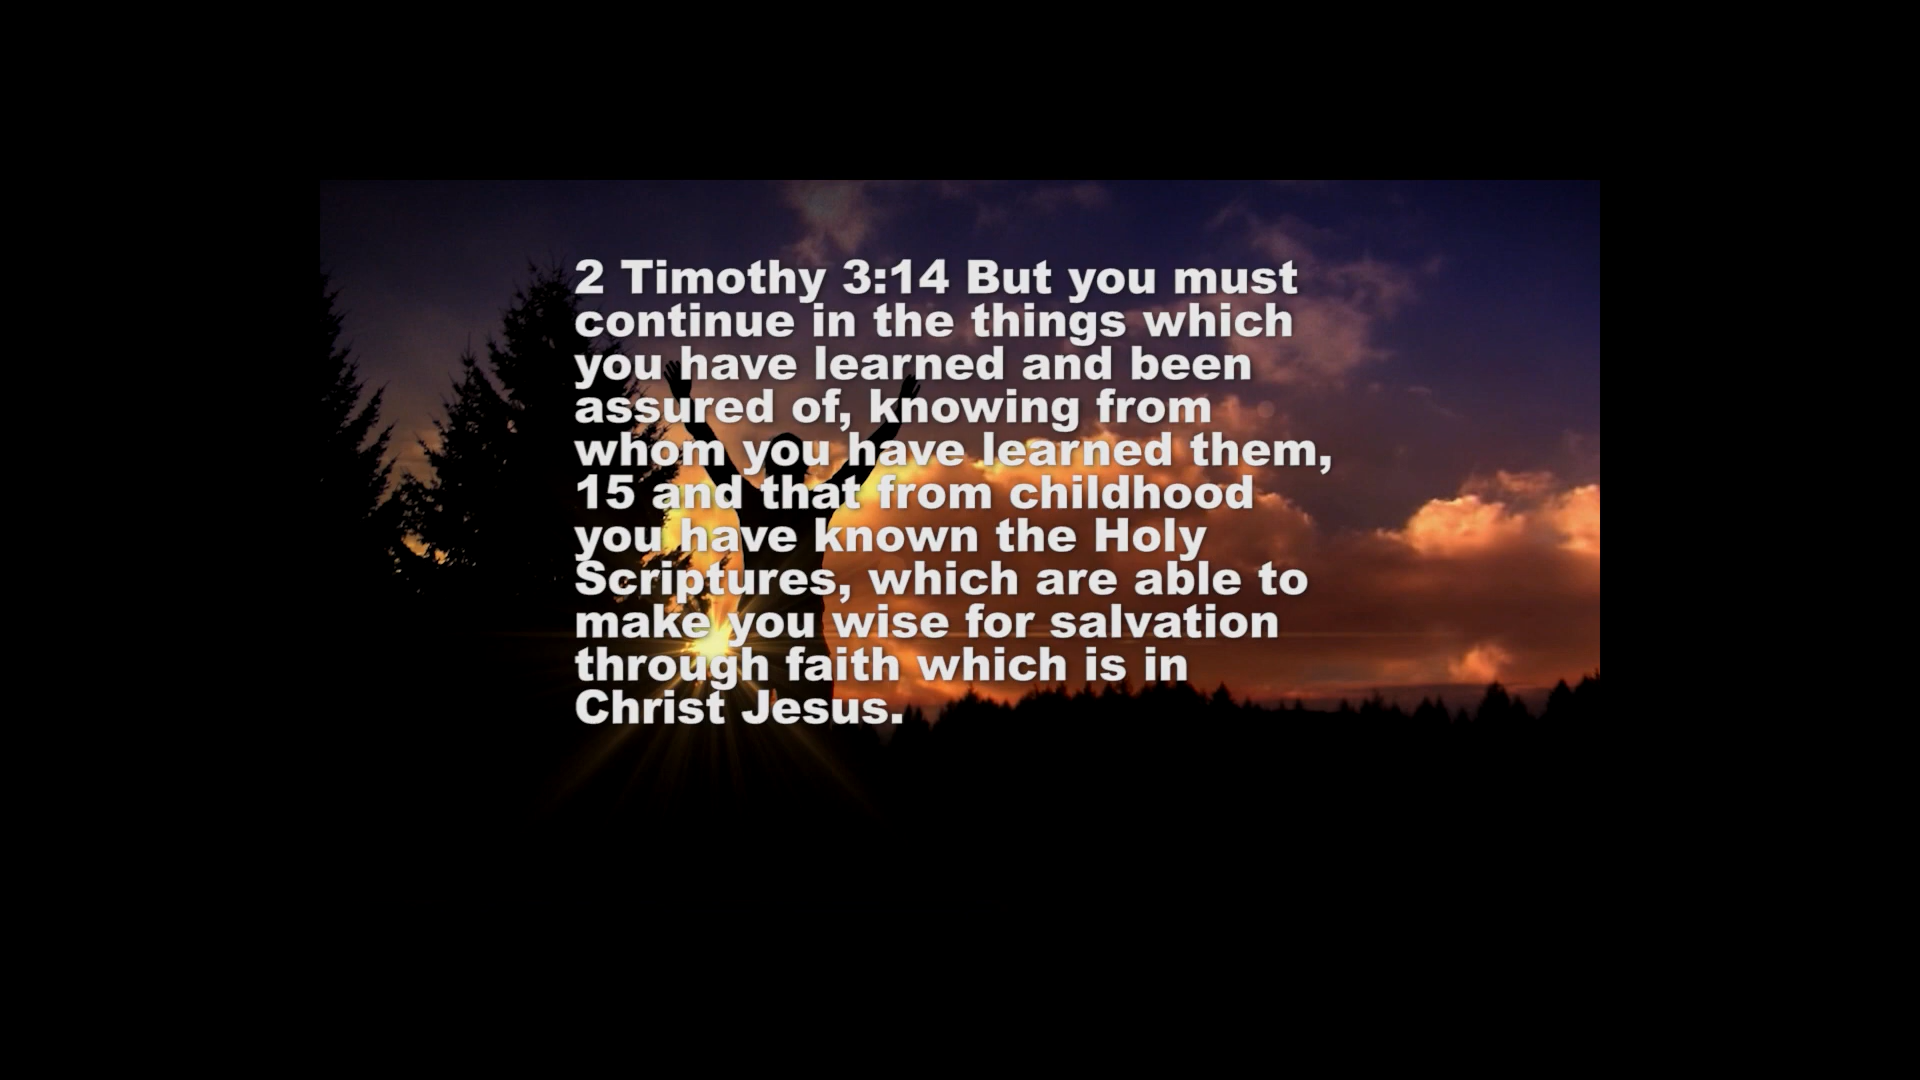 2 Timothy 3:14 But you must
continue in the things which
you have learned and been
assured of, knowing from
whom you have learned them,
15 and that from childhood
you have known the Holy
Scriptures, which are able to
make you wise for salvation
through faith which is in
Christ Jesus.